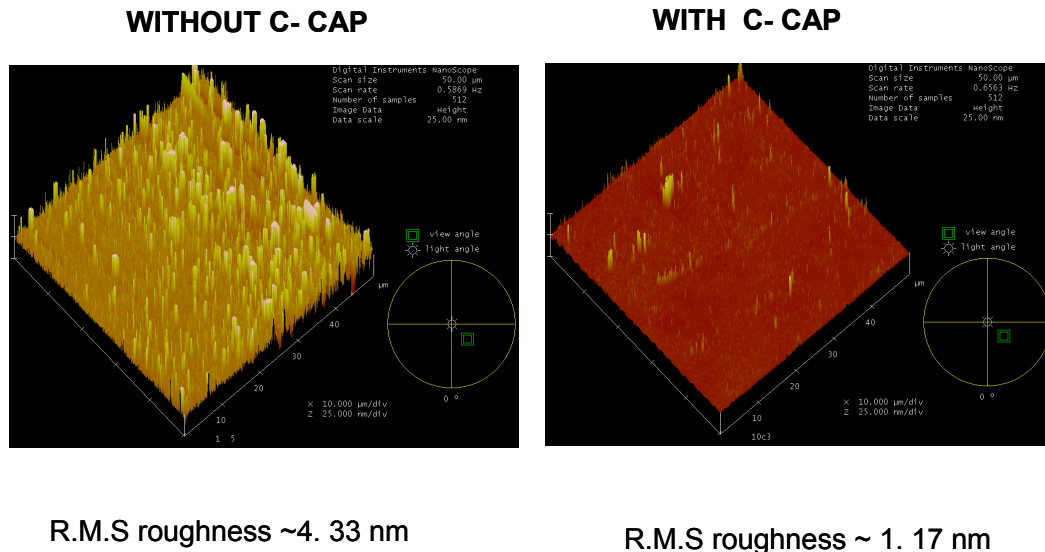 WITHOUT C- CAP
WITH C- CAP
Digital Instruments NanoScope
Scan size 50.00 µm
Scan rate 0.5869 Hz
Number of samples 512
Image Data Height
Data scale 25.00 nm
view angle
light angle
µm
40
30
20
10
X 10.000 µm/div
Z 25.000 nm/div
0 °
1 5
Digital Instruments NanoScope
Scan size 50.00 µm
Scan rate 0.6563 Hz
Number of samples 512
Image Data Height
Data scale 25.00 nm
view angle
light angle
µm
40
30
20
10
X 10.000 µm/div
Z 25.000 nm/div
0 °
10c3
R.M.S roughness ~4. 33 nm
R.M.S roughness ~ 1. 17 nm